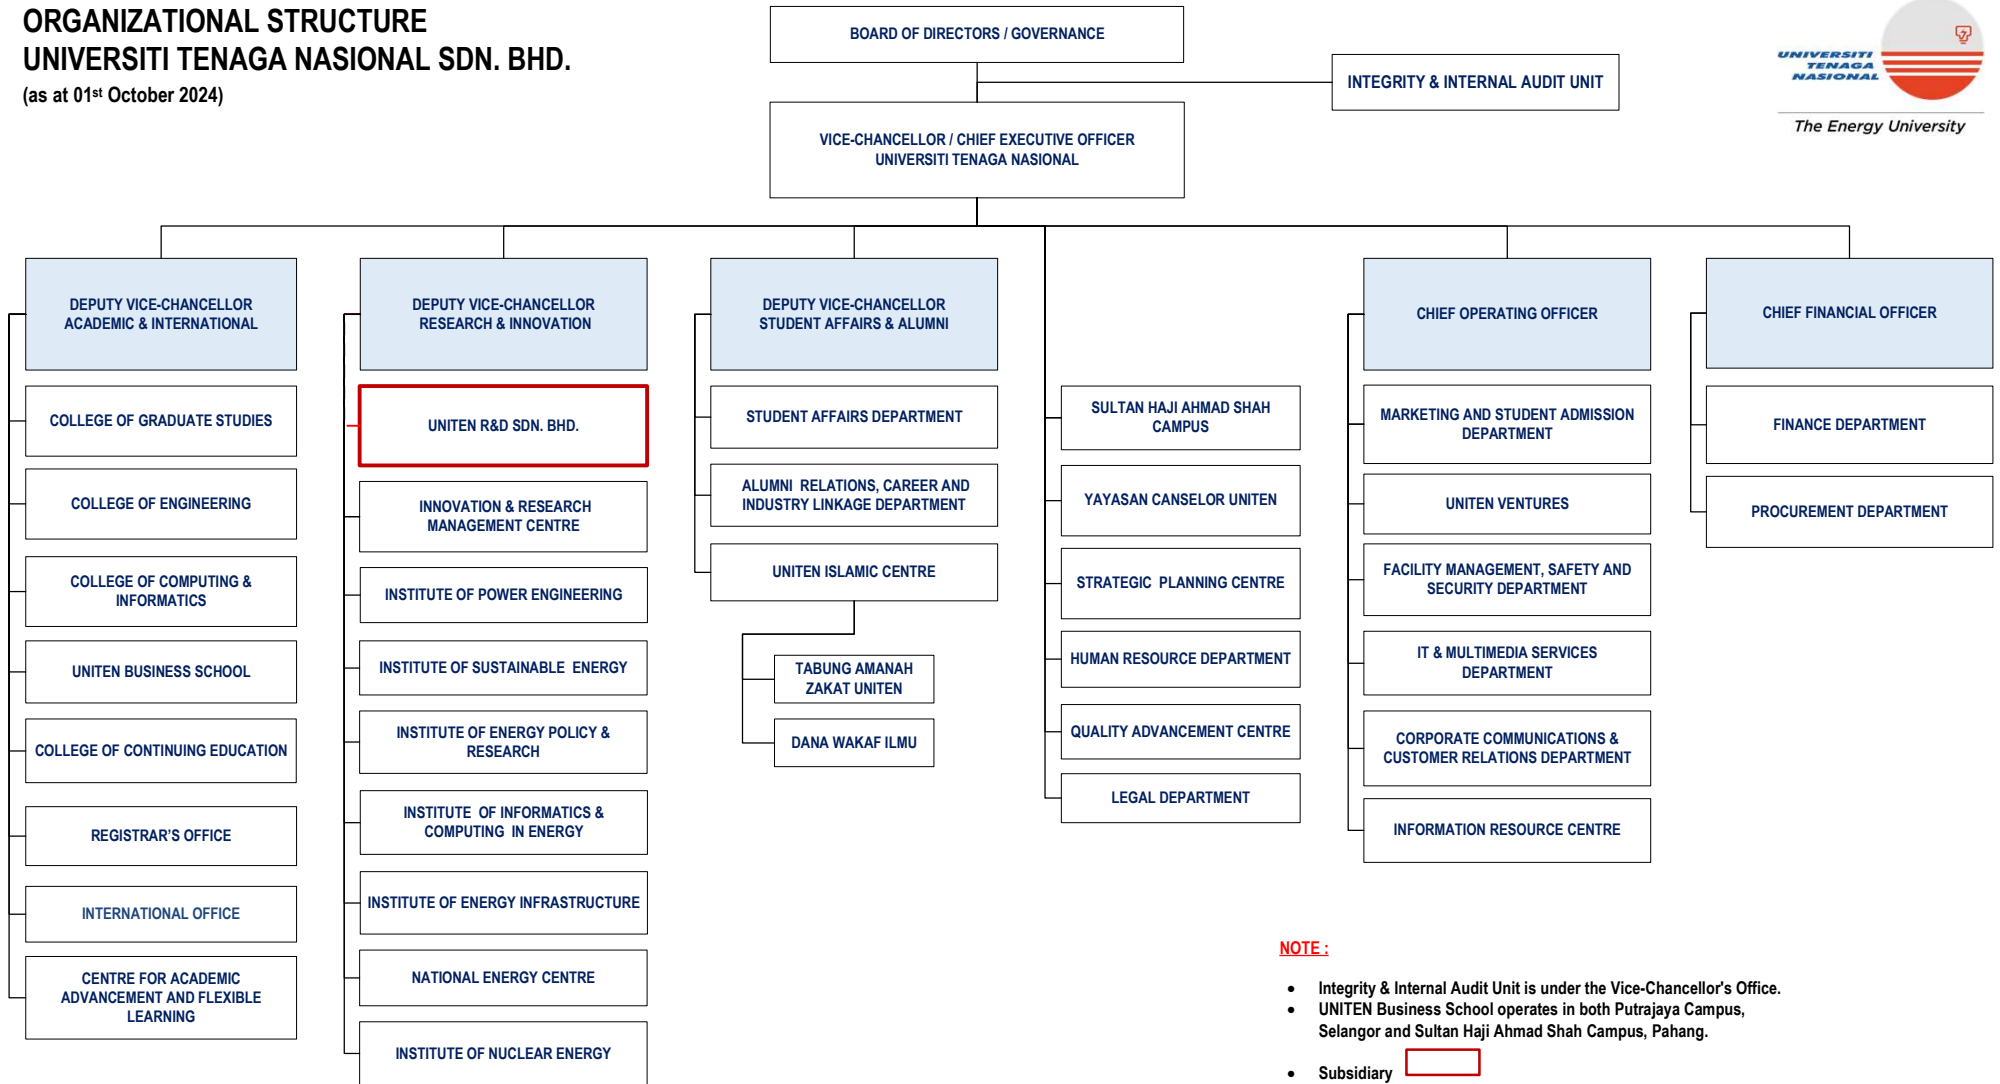 ORGANIZATIONAL STRUCTURE
UNIVERSITI TENAGA NASIONAL SDN. BHD.
(as at 01st October 2024)
BOARD OF DIRECTORS / GOVERNANCE
INTEGRITY & INTERNAL AUDIT UNIT
VICE-CHANCELLOR / CHIEF EXECUTIVE OFFICER
UNIVERSITI TENAGA NASIONAL
UNIVERSITI
TENAGA
NASIONAL
The Energy University
DEPUTY VICE-CHANCELLOR
ACADEMIC & INTERNATIONAL
COLLEGE OF GRADUATE STUDIES
COLLEGE OF ENGINEERING
COLLEGE OF COMPUTING &
INFORMATICS
UNITEN BUSINESS SCHOOL
COLLEGE OF CONTINUING EDUCATION
REGISTRAR'S OFFICE
INTERNATIONAL OFFICE
CENTRE FOR ACADEMIC
ADVANCEMENT AND FLEXIBLE
LEARNING
DEPUTY VICE-CHANCELLOR
RESEARCH & INNOVATION
UNITEN R&D SDN. BHD.
INNOVATION & RESEARCH
MANAGEMENT CENTRE
INSTITUTE OF POWER ENGINEERING
INSTITUTE OF SUSTAINABLE ENERGY
INSTITUTE OF ENERGY POLICY &
RESEARCH
INSTITUTE OF INFORMATICS &
COMPUTING IN ENERGY
INSTITUTE OF ENERGY INFRASTRUCTURE
NATIONAL ENERGY CENTRE
INSTITUTE OF NUCLEAR ENERGY
DEPUTY VICE-CHANCELLOR
STUDENT AFFAIRS & ALUMNI
STUDENT AFFAIRS DEPARTMENT
ALUMNI RELATIONS, CAREER AND
INDUSTRY LINKAGE DEPARTMENT
UNITEN ISLAMIC CENTRE
TABUNG AMANAH
ZAKAT UNITEN
DANA WAKAF ILMU
SULTAN HAJI AHMAD SHAH
CAMPUS
YAYASAN CANSELOR UNITEN
STRATEGIC PLANNING CENTRE
HUMAN RESOURCE DEPARTMENT
QUALITY ADVANCEMENT CENTRE
LEGAL DEPARTMENT
CHIEF OPERATING OFFICER
MARKETING AND STUDENT ADMISSION
DEPARTMENT
UNITEN VENTURES
FACILITY MANAGEMENT, SAFETY AND
SECURITY DEPARTMENT
IT & MULTIMEDIA SERVICES
DEPARTMENT
CORPORATE COMMUNICATIONS &
CUSTOMER RELATIONS DEPARTMENT
INFORMATION RESOURCE CENTRE
CHIEF FINANCIAL OFFICER
FINANCE DEPARTMENT
PROCUREMENT DEPARTMENT
NOTE :
• Integrity & Internal Audit Unit is under the Vice-Chancellor's Office.
• UNITEN Business School operates in both Putrajaya Campus,
Selangor and Sultan Haji Ahmad Shah Campus, Pahang.
• Subsidiary